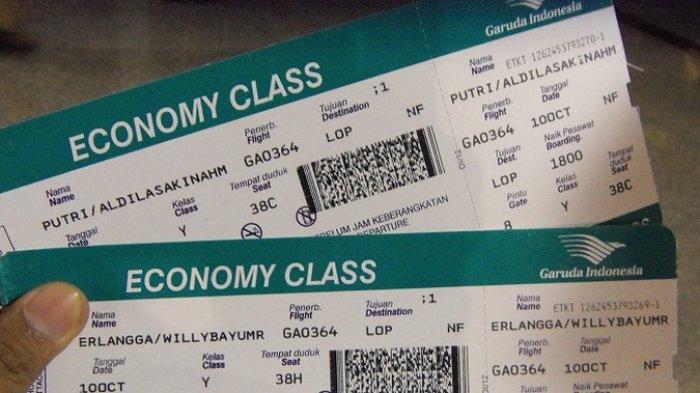 Garuda Indonesia
ECONOMY CLASS
ETKT 1262453793270-1
Nama
Name
PUTRI/ALDILASAKINAHM
Penerb.
Flight
GA0364
Tujuan
Destination
;1
LOP
NF
Tanggal
Date
Kelas
Class
Y
Tempat duduk
Seat
38C
SEBELUM JAM KEBERANGKATAN
DEPARTURE
Nama
Name
PUTRI/ALDILASAKINAHM
Penerb.
Flight
GA0364
Tanggal
Date
10OCT
NF
Tujuan
Dest.
LOP
Naik Pesawat
Boarding.
1800
Pintu
Gate
8
Kelas
Class
Y
Tempat duduk
Seat
38C
Garuda Indonesia
ECONOMY CLASS
ETKT 1262453793269-1
Nama
Name
ERLANGGA/WILLYBAYUMR
Penerb.
Flight
GA0364
Tujuan
Destination
;1
LOP
NF
Tanggal
Date
10OCT
Kelas
Class
Y
Tempat duduk
Seat
38H
Nama
Name
ERLANGGA/WILLYBAYUMR
Penerb.
Flight
GA0364
Tanggal
Date
10OCT
NF
Tujuan
Dest.
Naik Pesawat
Boarding.